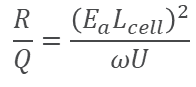 R/Q = (E_a L_cell)^2 / ωU